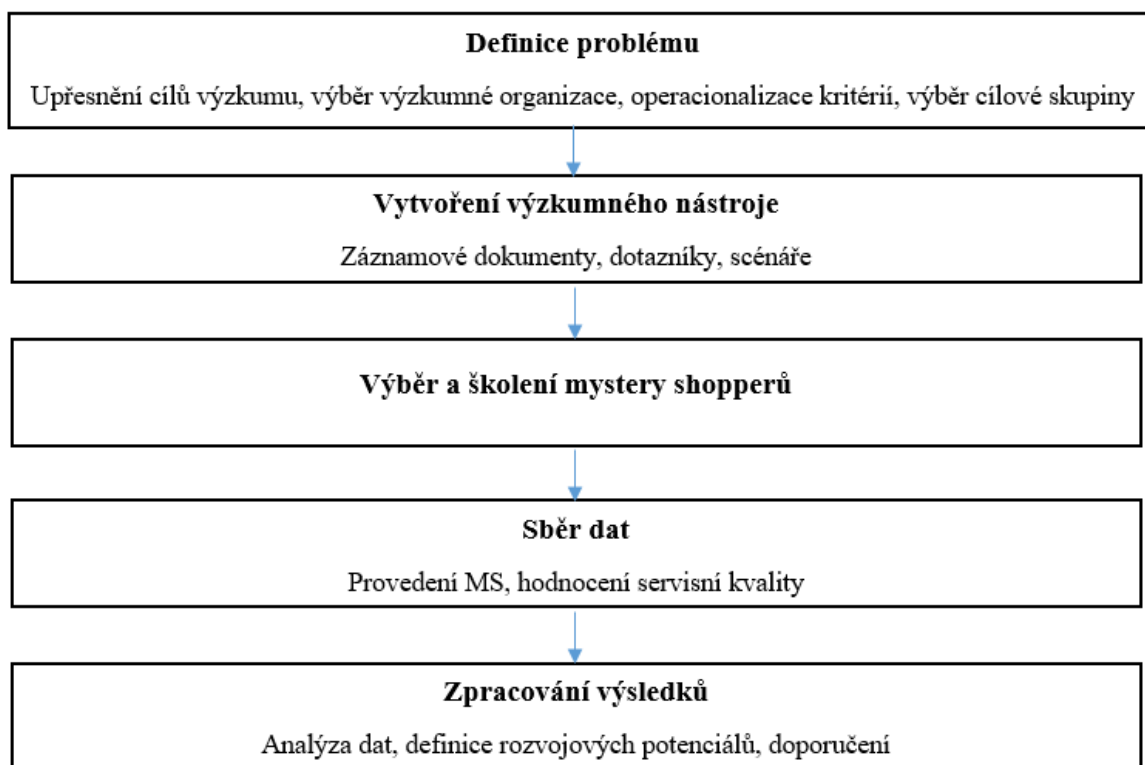 Definice problému
Upřesnění cílů výzkumu, výběr výzkumné organizace, operacionalizace kritérií, výběr cílové skupiny
Vytvoření výzkumného nástroje
Záznamové dokumenty, dotazníky, scénáře
Výběr a školení mystery shopperů
Sběr dat
Provedení MS, hodnocení servisní kvality
Zpracování výsledků
Analýza dat, definice rozvojových potenciálů, doporučení